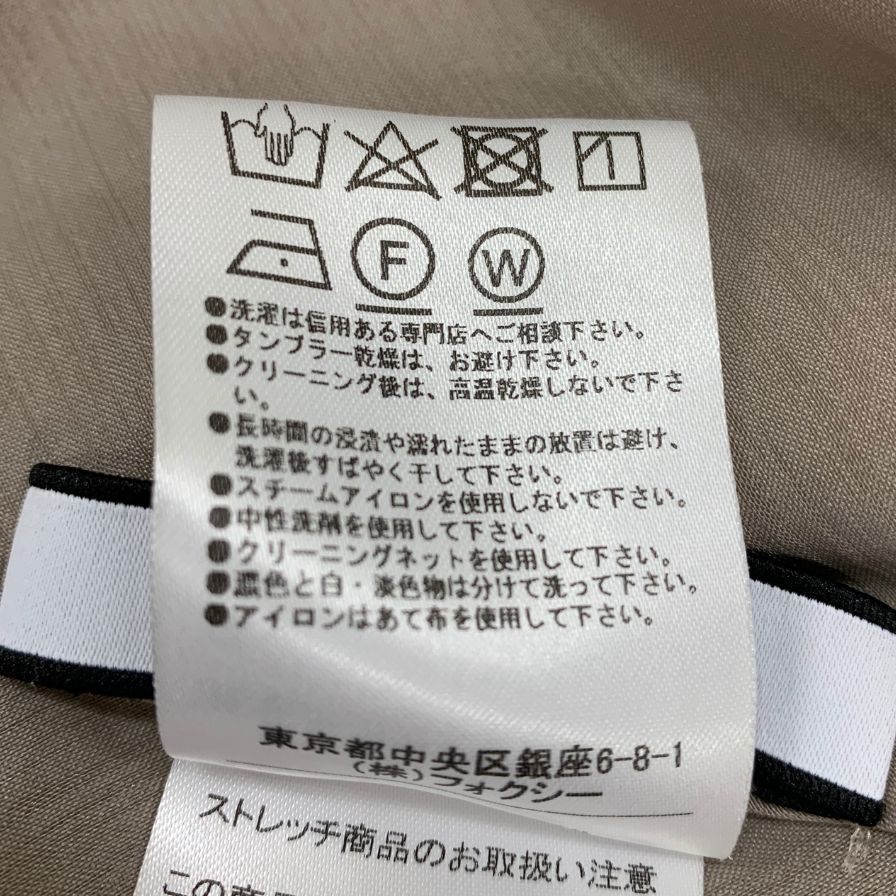 F W
●洗濯は信用ある専門店へご相談下さい。
●タンブラー乾燥は、お避け下さい。
●クリーニング後は、高温乾燥しないで下さ
い。
●長時間の浸漬や濡れたままの放置は避け、
洗濯後すばやく干して下さい。
●スチームアイロンを使用しないで下さい。
●中性洗剤を使用して下さい。
●クリーニングネットを使用して下さい。
●濃色と白・淡色物は分けて洗って下さい。
●アイロンはあて布を使用して下さい。
東京都中央区銀座6-8-1
(株)フォクシー
ストレッチ商品のお取扱い注意
この商